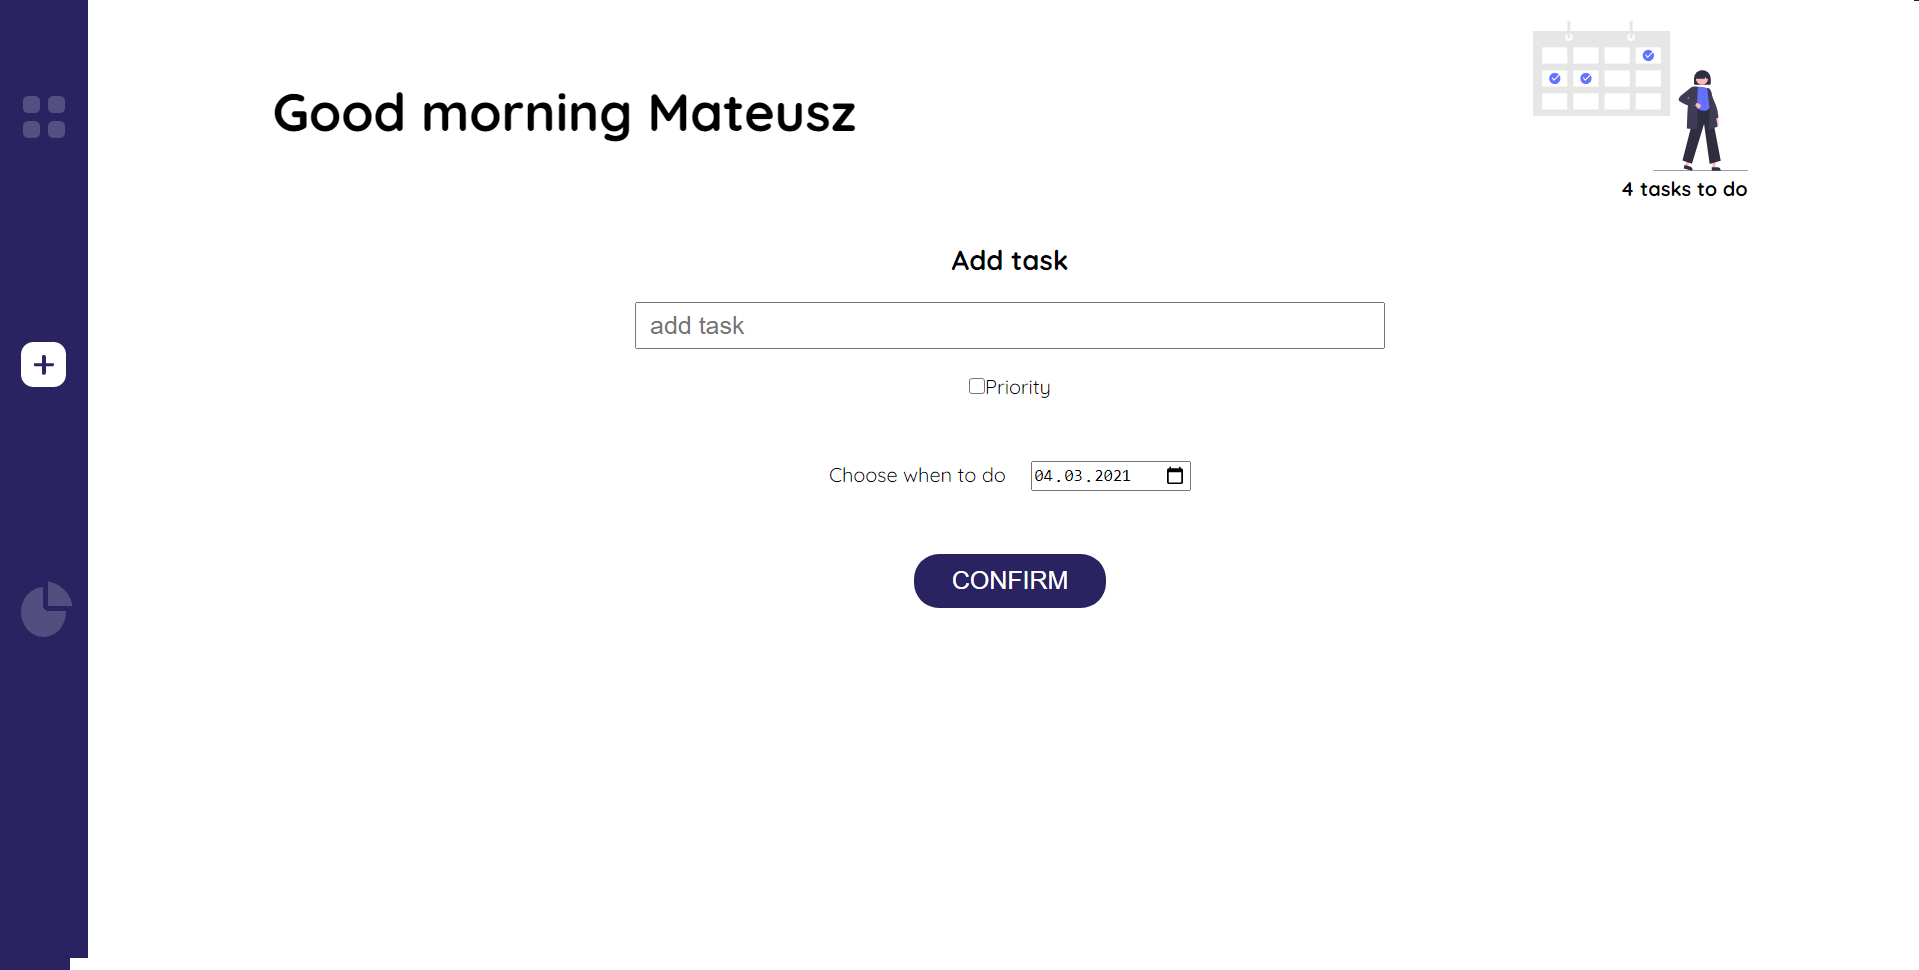 Good morning Mateusz
4 tasks to do
Add task
add task
Priority
Choose when to do 04.03.2021
CONFIRM